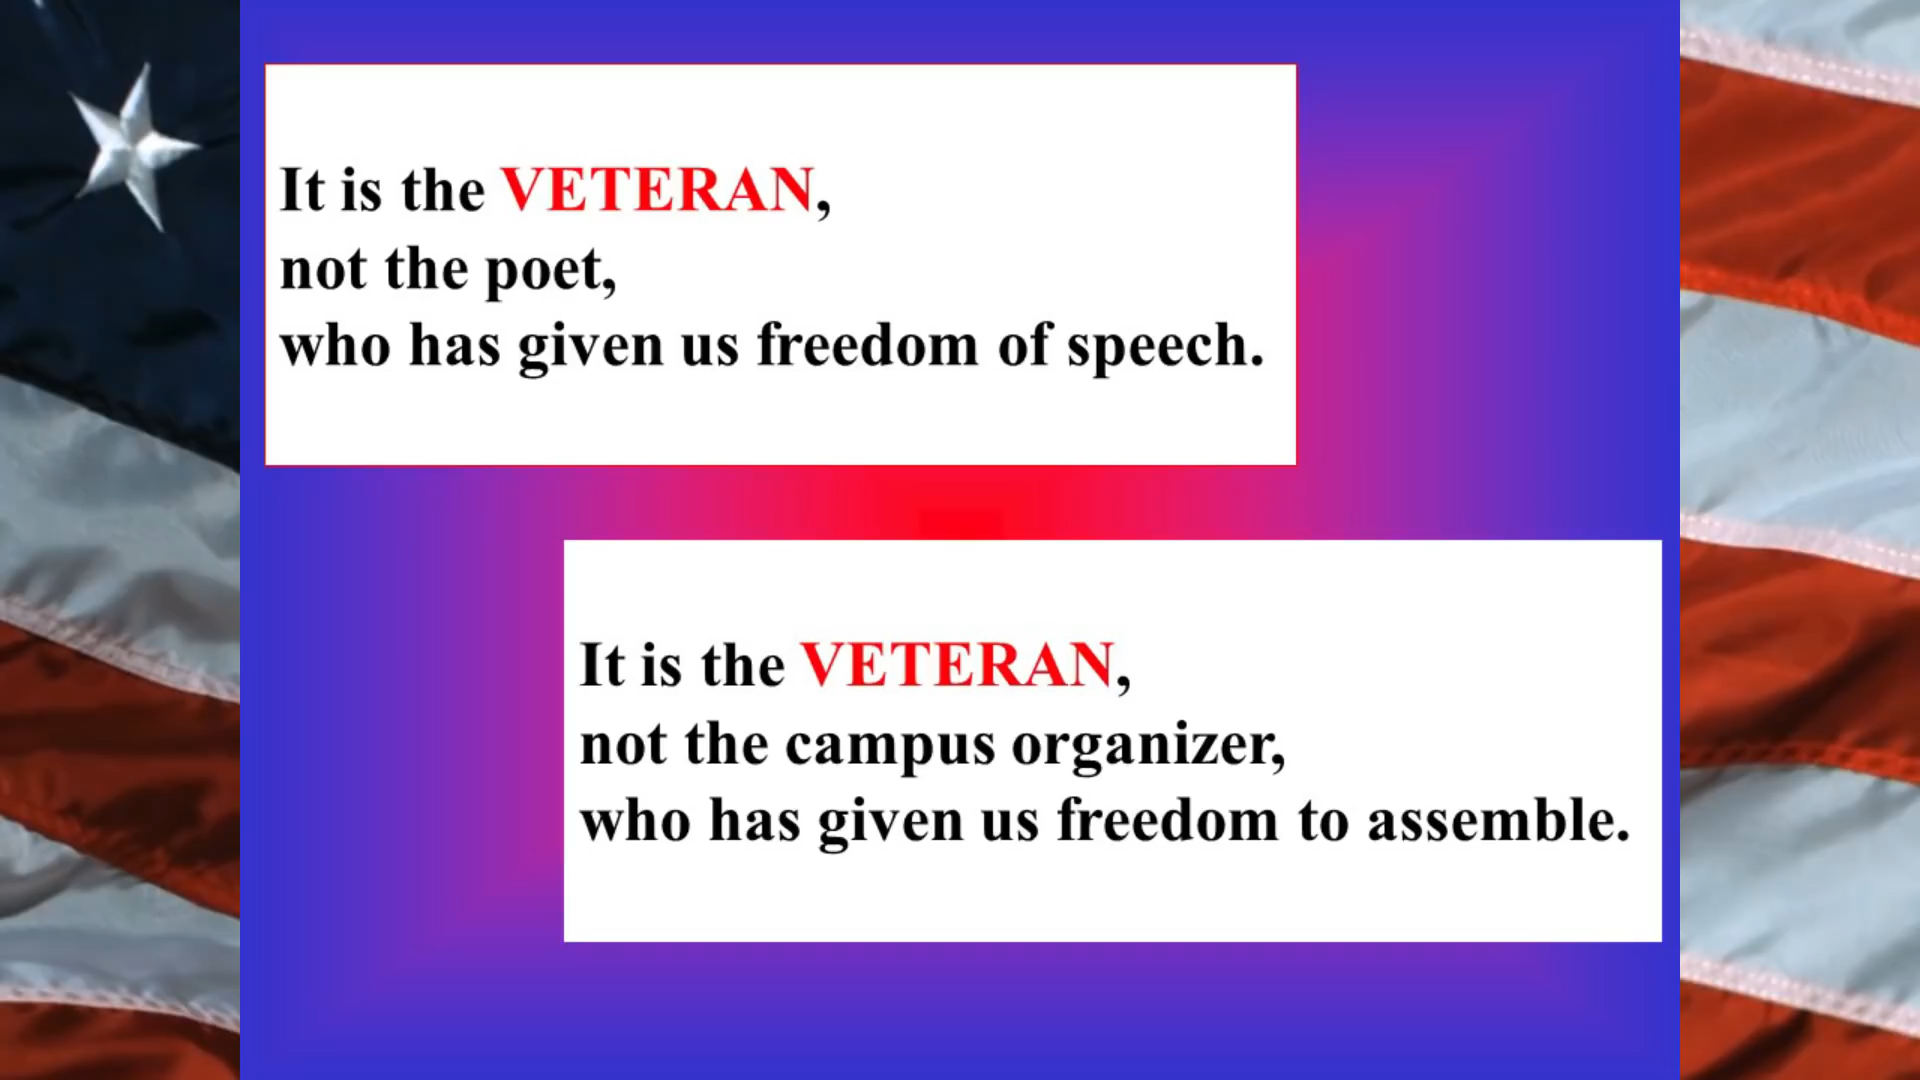 It is the VETERAN,
not the poet,
who has given us freedom of speech.
It is the VETERAN,
not the campus organizer,
who has given us freedom to assemble.